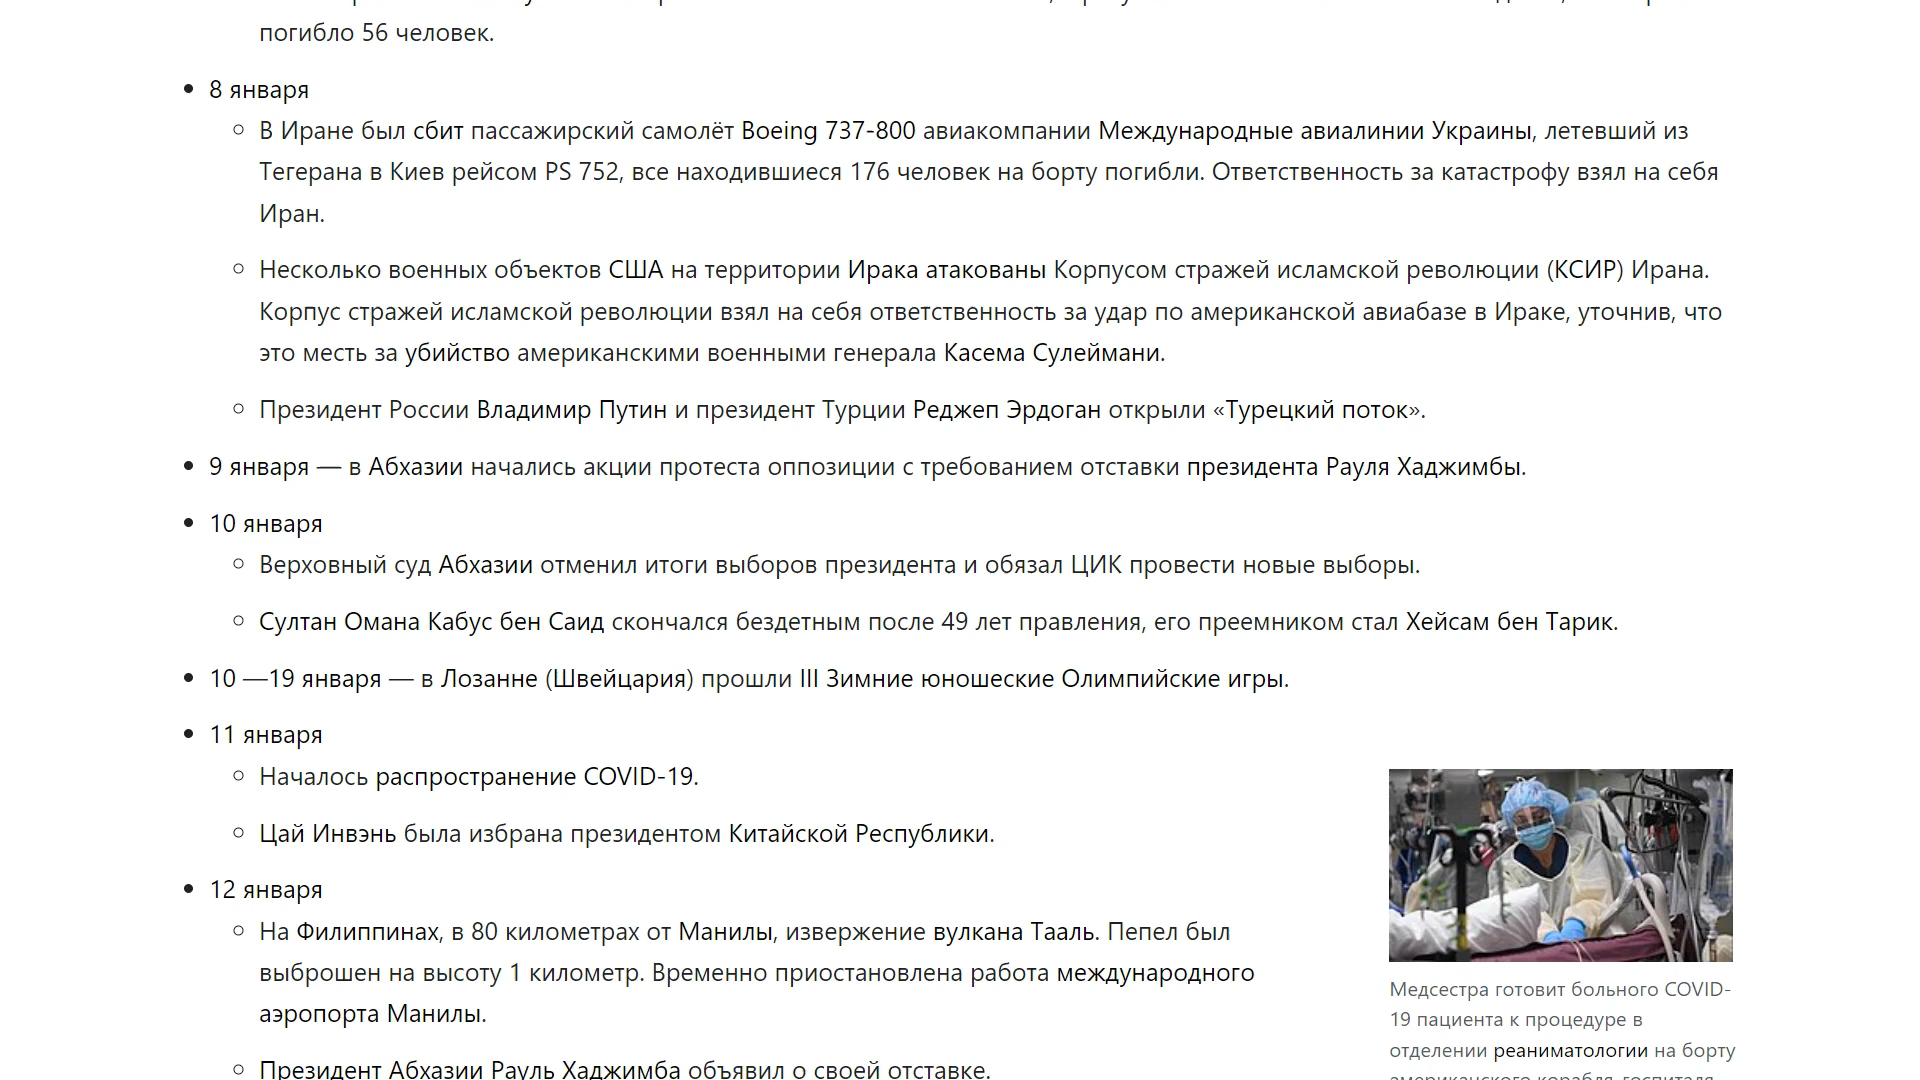 погибло 56 человек.
8 января
В Иране был сбит пассажирский самолёт Boeing 737-800 авиакомпании Международные авиалинии Украины, летевший из
Тегерана в Киев рейсом PS 752, все находившиеся 176 человек на борту погибли. Ответственность за катастрофу взял на себя
Иран.
Несколько военных объектов США на территории Ирака атакованы Корпусом стражей исламской революции (КСИР) Ирана.
Корпус стражей исламской революции взял на себя ответственность за удар по американской авиабазе в Ираке, уточнив, что
это месть за убийство американскими военными генерала Касема Сулеймани.
Президент России Владимир Путин и президент Турции Реджеп Эрдоган открыли «Турецкий поток».
9 января — в Абхазии начались акции протеста оппозиции с требованием отставки президента Рауля Хаджимбы.
10 января
Верховный суд Абхазии отменил итоги выборов президента и обязал ЦИК провести новые выборы.
Султан Омана Кабус бен Саид скончался бездетным после 49 лет правления, его преемником стал Хейсам бен Тарик.
10 —19 января — в Лозанне (Швейцария) прошли III Зимние юношеские Олимпийские игры.
11 января
Началось распространение COVID-19.
Цай Инвэнь была избрана президентом Китайской Республики.
12 января
На Филиппинах, в 80 километрах от Манилы, извержение вулкана Тааль. Пепел был
выброшен на высоту 1 километр. Временно приостановлена работа международного
аэропорта Манилы.
Президент Абхазии Рауль Хаджимба объявил о своей отставке.
Медсестра готовит больного COVID-
19 пациента к процедуре в
отделении реаниматологии на борту
американского корабля-госпиталя